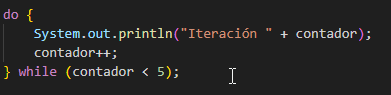 do {
    System.out.println("Iteración " + contador);
    contador++;
} while (contador < 5);